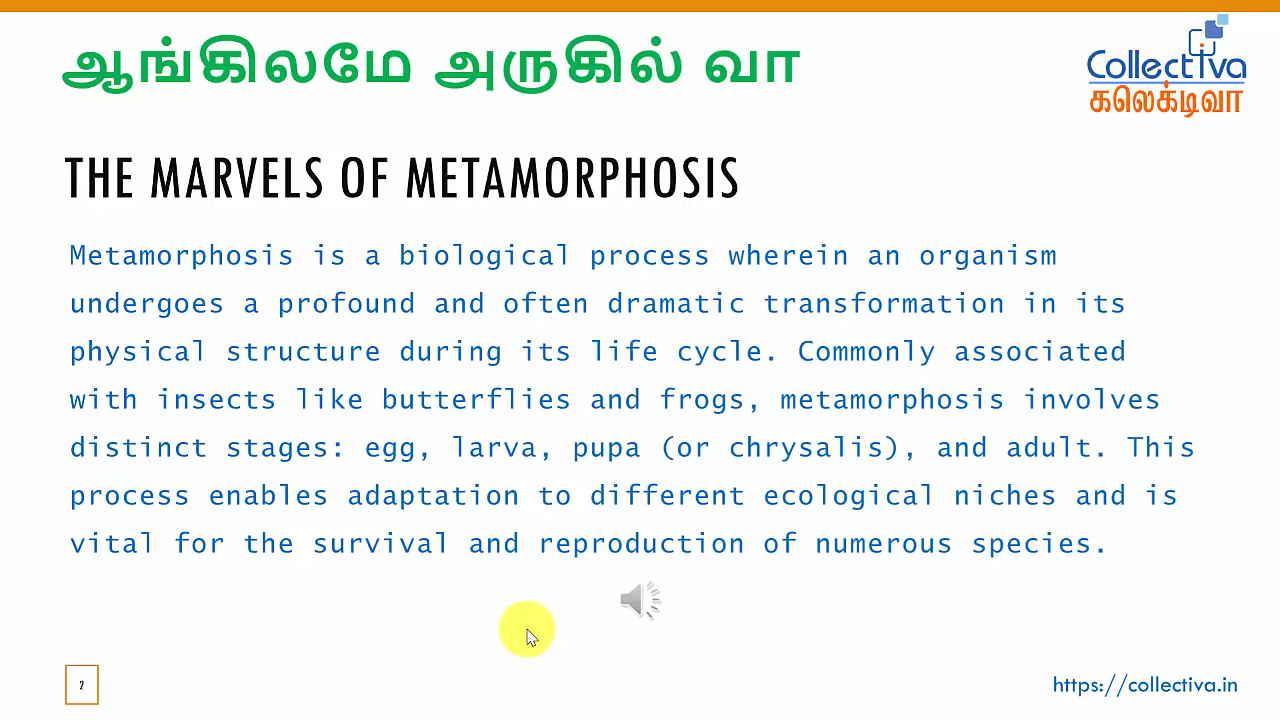 ஆங்கிலமே அருகில் வா
Collectiva
கலெக்டிவா
THE MARVELS OF METAMORPHOSIS
Metamorphosis is a biological process wherein an organism
undergoes a profound and often dramatic transformation in its
physical structure during its life cycle. Commonly associated
with insects like butterflies and frogs, metamorphosis involves
distinct stages: egg, larva, pupa (or chrysalis), and adult. This
process enables adaptation to different ecological niches and is
vital for the survival and reproduction of numerous species.
2
https://collectiva.in